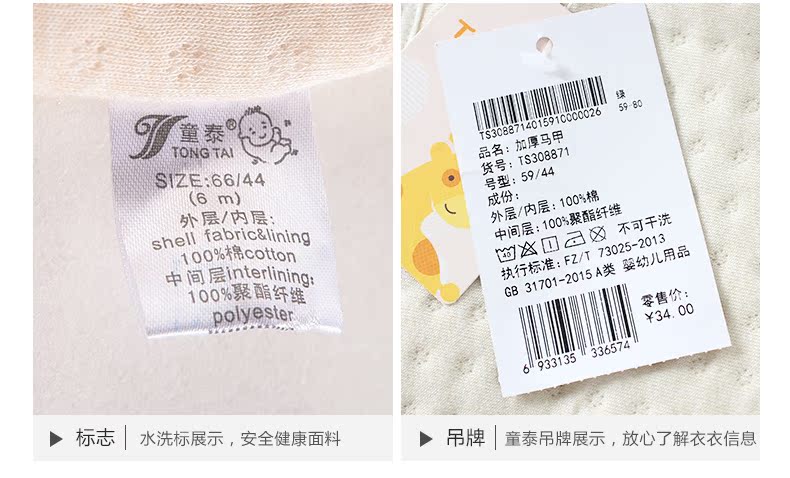 童泰®
TONG TAI
SIZE:66/44
(6 m)
外层/内层:
shell fabric&lining
100%棉cotton
中间层interlining:
100%聚酯纤维
polyester
TS3088714015910000026
绿
59-80
品名: 加厚马甲
货号: TS308871
号型: 59/44
成份:
外层/内层: 100%棉
中间层: 100%聚酯纤维
40 不可干洗
执行标准: FZ/T 73025-2013
GB 31701-2015 A类 婴幼儿用品
零售价:
¥34.00
6 933135 336574
标志 水洗标展示,安全健康面料
吊牌 童泰吊牌展示,放心了解衣衣信息